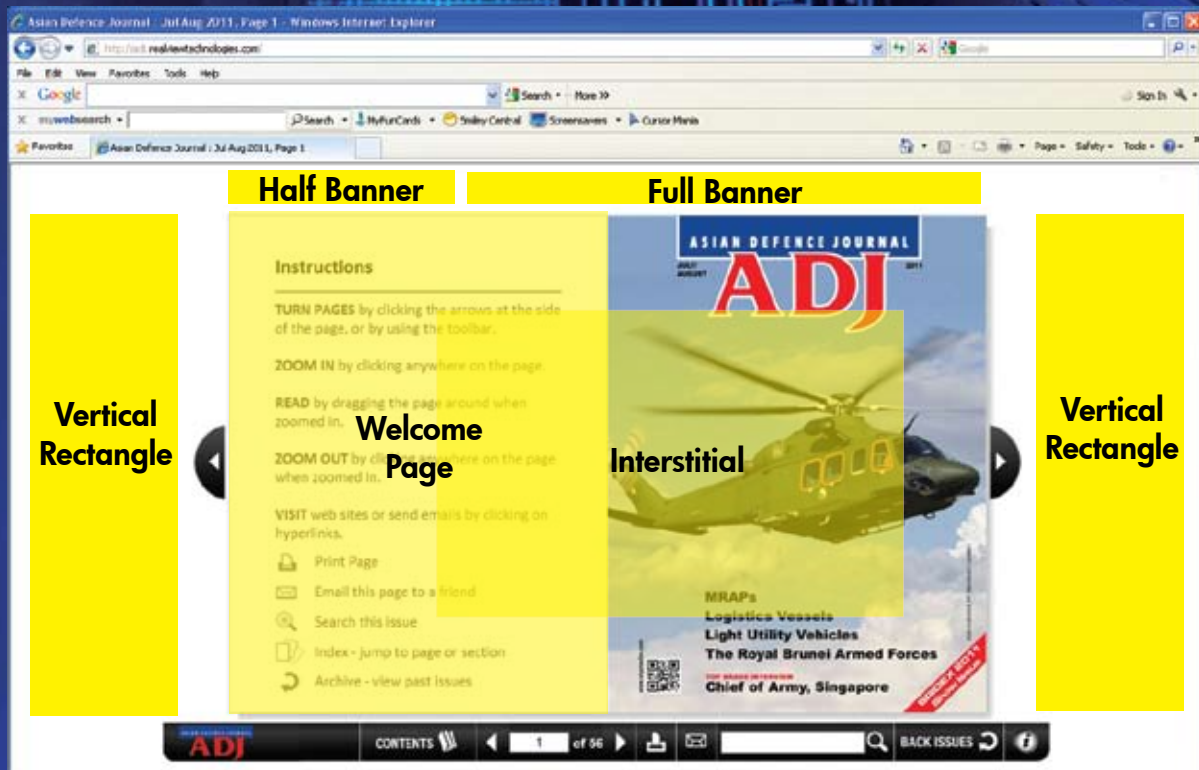 Asian Defence Journal : Jul Aug 2011, Page 1 - Windows Internet Explorer
realviewtechnologies.com/
Google
File Edit View Favorites Tools Help
x Google Search More >> Sign In
x mywebsearch Search MyFunCards Smiley Central Screensavers Cursor Mania
Favorites Asian Defence Journal : Jul Aug 2011, Page 1 Page Safety Tools
Half Banner Full Banner
Vertical
Rectangle
Instructions
TURN PAGES by clicking the arrows at the side
of the page, or by using the toolbar.
ZOOM IN by clicking anywhere on the page.
READ by dragging the page around when
zoomed in.
ZOOM OUT by clicking anywhere on the page
when zoomed in.
VISIT web sites or send emails by clicking on
hyperlinks.
Print Page
Email this page to a friend
Search this issue
Index - jump to page or section
Archive - view past issues
Welcome
Page
Interstitial
ASIAN DEFENCE JOURNAL
JULY/
AUGUST
2011
ADJ
MRAPs
Logistics Vessels
Light Utility Vehicles
The Royal Brunei Armed Forces
Chief of Army, Singapore
Vertical
Rectangle
ADJ CONTENTS 1 of 56 BACK ISSUES i